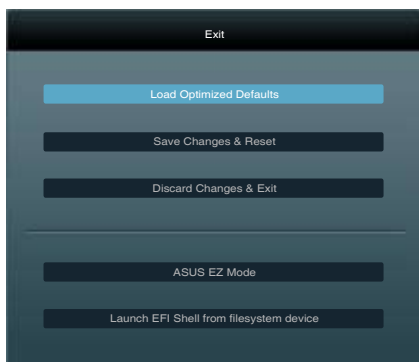 Exit
Load Optimized Defaults
Save Changes & Reset
Discard Changes & Exit
ASUS EZ Mode
Launch EFI Shell from filesystem device